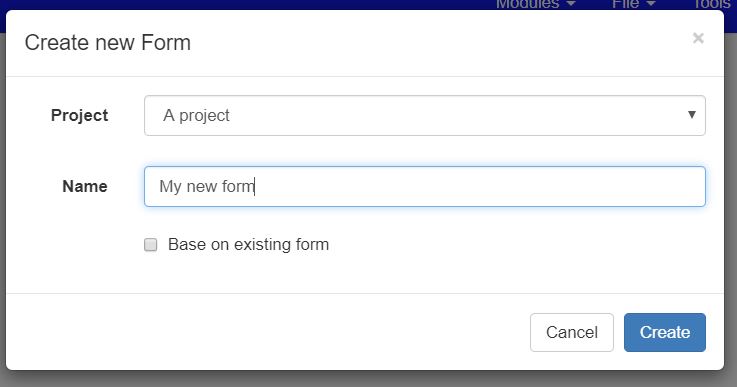 Modules File Tools
Create new Form ×
Project A project
Name My new form
Base on existing form
Cancel Create